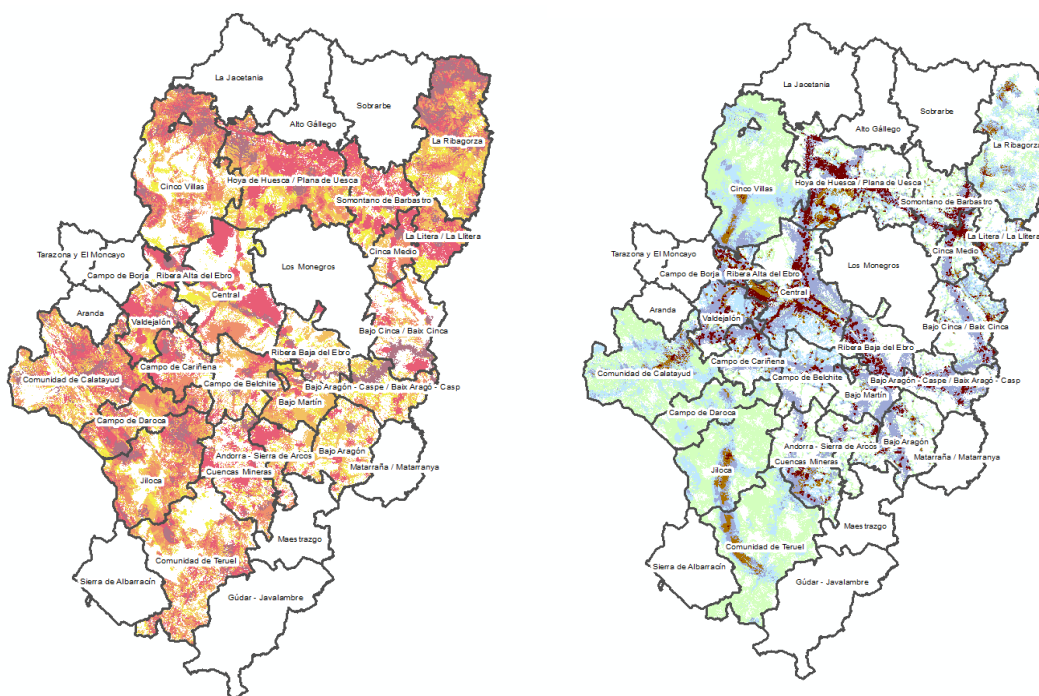 La Jacetania
Sobrarbe
Alto Gállego
La Ribagorza
Cinco Villas
Hoya de Huesca / Plana de Uesca
Somontano de Barbastro
La Litera / La Llitera
Cinca Medio
Tarazona y El Moncayo
Los Monegros
Campo de Borja
Ribera Alta del Ebro
Central
Aranda
Valdejalón
Bajo Cinca / Baix Cinca
Ribera Baja del Ebro
Campo de Cariñena
Comunidad de Calatayud
Campo de Belchite
Bajo Aragón - Caspe / Baix Aragó - Casp
Bajo Martín
Campo de Daroca
Bajo Aragón
Andorra - Sierra de Arcos
Matarraña / Matarranya
Cuencas Mineras
Jiloca
Maestrazgo
Comunidad de Teruel
Sierra de Albarracín
Gúdar - Javalambre
La Jacetania
Sobrarbe
Alto Gállego
La Ribagorza
Cinco Villas
Hoya de Huesca / Plana de Uesca
Somontano de Barbastro
La Litera / La Llitera
Cinca Medio
Tarazona y El Moncayo
Los Monegros
Campo de Borja
Ribera Alta del Ebro
Central
Aranda
Valdejalón
Bajo Cinca / Baix Cinca
Ribera Baja del Ebro
Campo de Cariñena
Comunidad de Calatayud
Campo de Belchite
Bajo Aragón - Caspe / Baix Aragó - Casp
Bajo Martín
Campo de Daroca
Bajo Aragón
Andorra - Sierra de Arcos
Matarraña / Matarranya
Cuencas Mineras
Jiloca
Maestrazgo
Comunidad de Teruel
Sierra de Albarracín
Gúdar - Javalambre